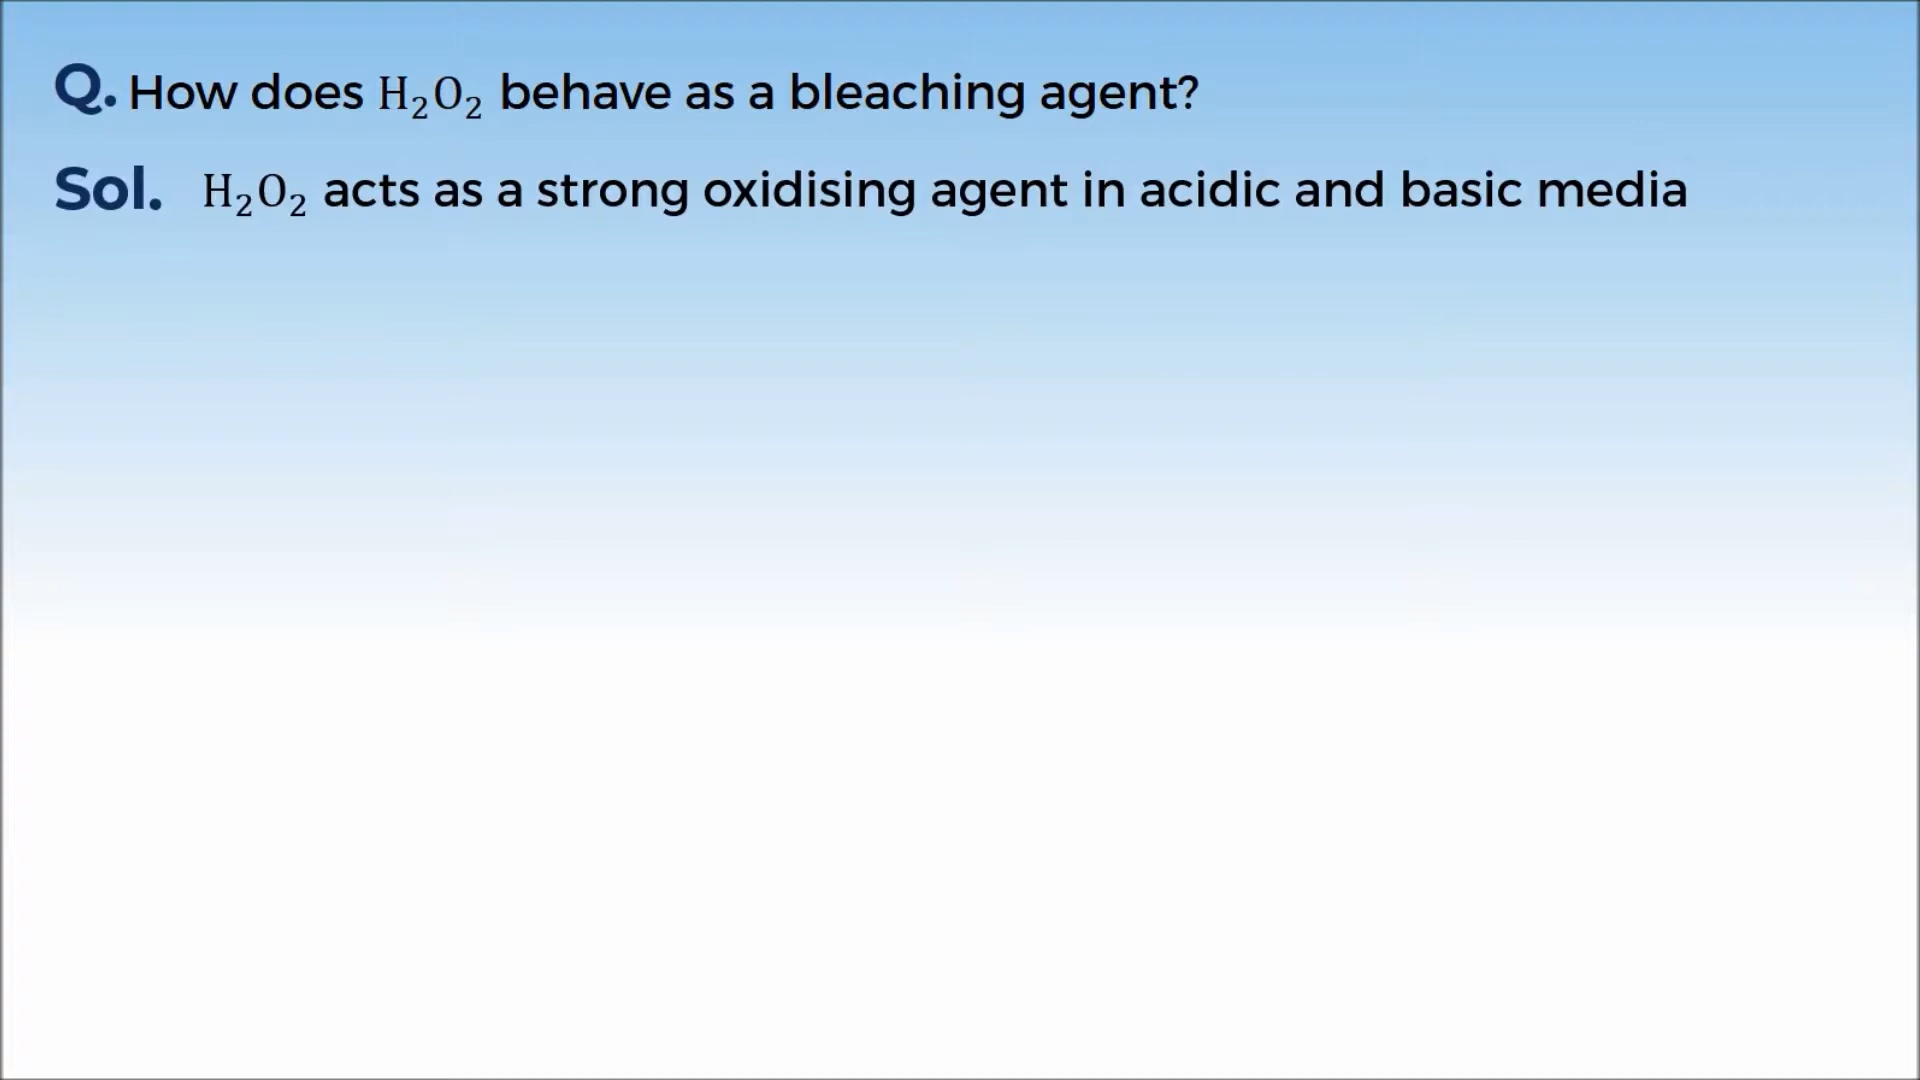 Q. How does H₂O₂ behave as a bleaching agent?
Sol. H₂O₂ acts as a strong oxidising agent in acidic and basic media